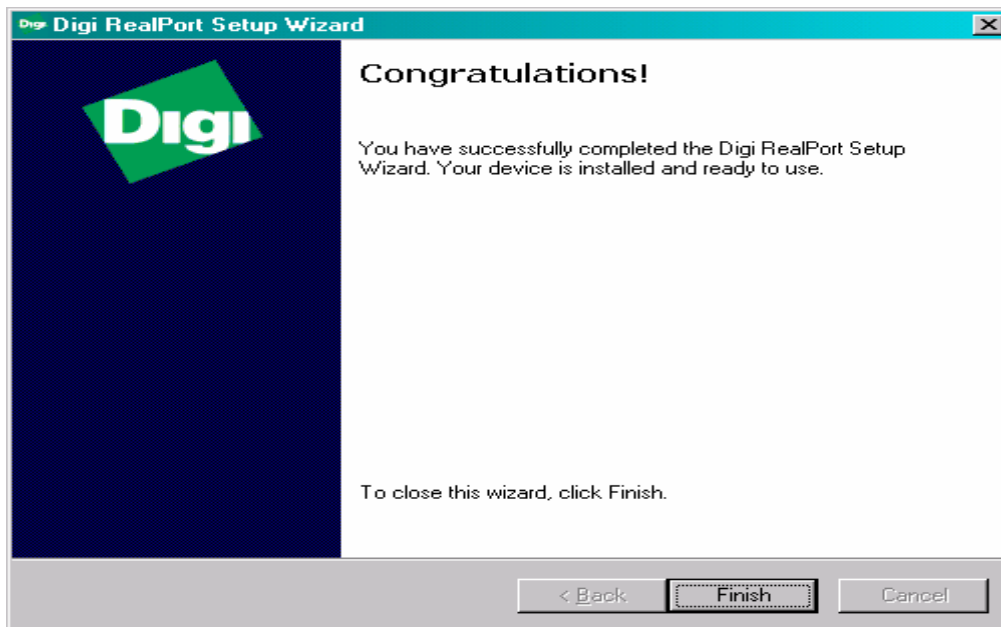 Digi Digi RealPort Setup Wizard
Digi
Congratulations!
You have successfully completed the Digi RealPort Setup
Wizard. Your device is installed and ready to use.
To close this wizard, click Finish.
< Back Finish Cancel